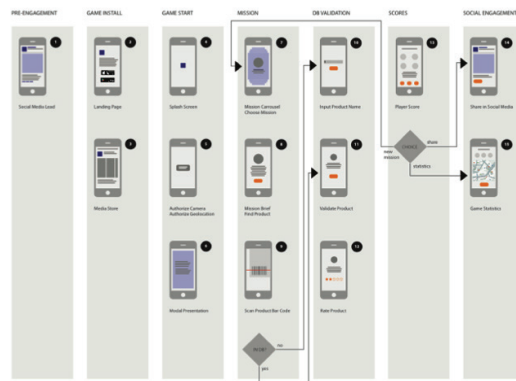 PRE-ENGAGEMENT
GAME INSTALL
GAME START
MISSION
DB VALIDATION
SCORES
SOCIAL ENGAGEMENT
1
2
4
7
10
13
14
Social Media Lead
Landing Page
Splash Screen
Mission Carousel
Choose Mission
Input Product Name
Player Score
Share in Social Media
CHOICE
share
new
mission
statistics
3
5
8
11
15
Media Store
Authorize Camera
Authorize Geolocation
Mission Brief
Find Product
Validate Product
Game Statistics
6
9
12
Modal Presentation
Scan Product Bar Code
Rate Product
no
yes